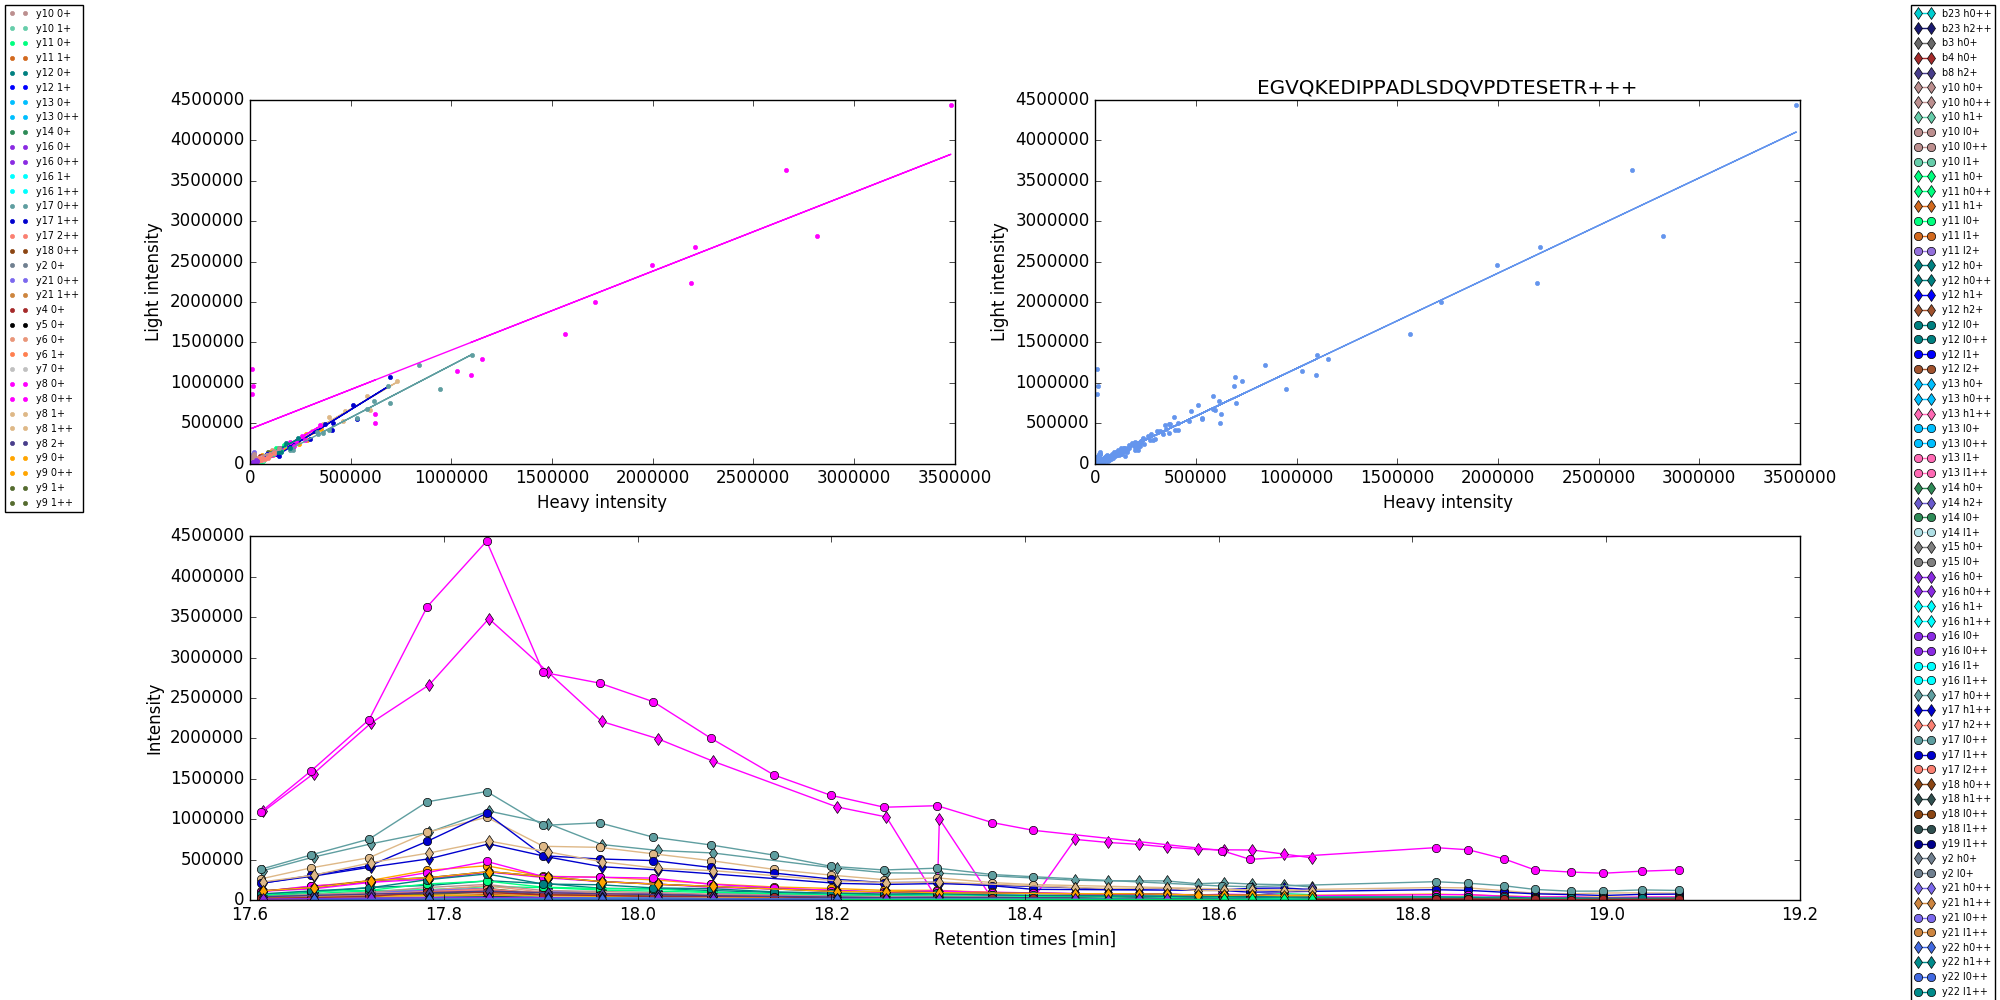 y10 0+
y10 1+
y11 0+
y11 1+
y12 0+
y12 1+
y13 0+
y13 0++
y14 0+
y16 0+
y16 0++
y16 1+
y16 1++
y17 0++
y17 1++
y17 2++
y18 0++
y2 0+
y21 0++
y21 1++
y4 0+
y5 0+
y6 0+
y6 1+
y7 0+
y8 0+
y8 0++
y8 1+
y8 1++
y8 2+
y9 0+
y9 0++
y9 1+
y9 1++
4500000
4000000
3500000
3000000
2500000
2000000
1500000
1000000
500000
0
Light intensity
0 500000 1000000 1500000 2000000 2500000 3000000 3500000
Heavy intensity
EGVQKEDIPPADLSDQVPDTESETR+++
4500000
4000000
3500000
3000000
2500000
2000000
1500000
1000000
500000
0
Light intensity
0 500000 1000000 1500000 2000000 2500000 3000000 3500000
Heavy intensity
4500000
4000000
3500000
3000000
2500000
2000000
1500000
1000000
500000
0
Intensity
17.6 17.8 18.0 18.2 18.4 18.6 18.8 19.0 19.2
Retention times [min]
b23 h0++
b23 h2++
b3 h0+
b4 h0+
b8 h2+
y10 h0+
y10 h0++
y10 h1+
y10 l0+
y10 l0++
y10 l1+
y11 h0+
y11 h0++
y11 h1+
y11 l0+
y11 l1+
y11 l2+
y12 h0+
y12 h0++
y12 h1+
y12 h2+
y12 l0+
y12 l0++
y12 l1+
y12 l2+
y13 h0+
y13 h0++
y13 h1++
y13 l0+
y13 l0++
y13 l1+
y13 l1++
y14 h0+
y14 h2+
y14 l0+
y14 l1+
y15 h0+
y15 l0+
y16 h0+
y16 h0++
y16 h1+
y16 h1++
y16 l0+
y16 l0++
y16 l1+
y16 l1++
y17 h0++
y17 h1++
y17 h2++
y17 l0++
y17 l1++
y17 l2++
y18 h0++
y18 h1++
y18 l0++
y18 l1++
y19 l1++
y2 h0+
y2 l0+
y21 h0++
y21 h1++
y21 l0++
y21 l1++
y22 h0++
y22 h1++
y22 l0++
y22 l1++